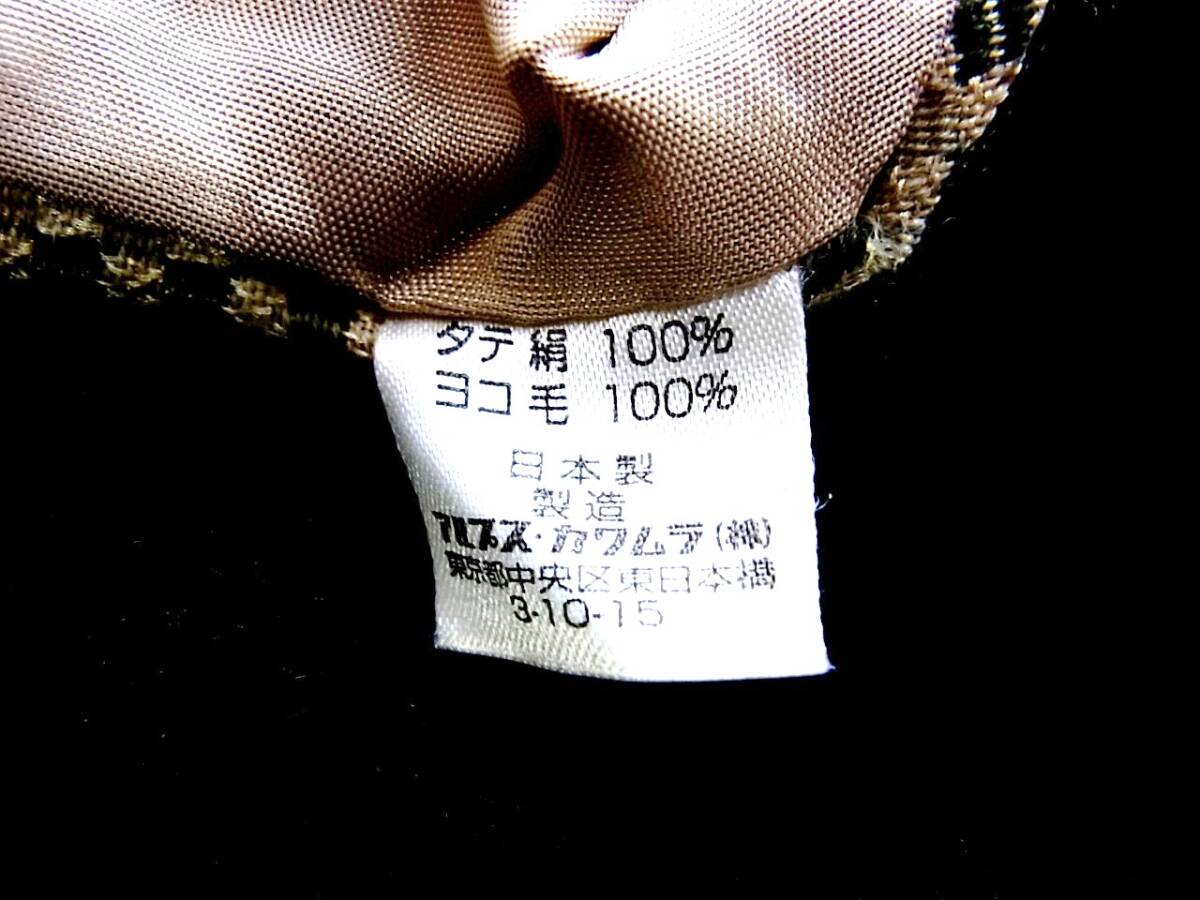 タテ 絹 100%
ヨコ 毛 100%
日本製
製造
アルプス・カワムラ(株)
東京都中央区東日本橋
3-10-15